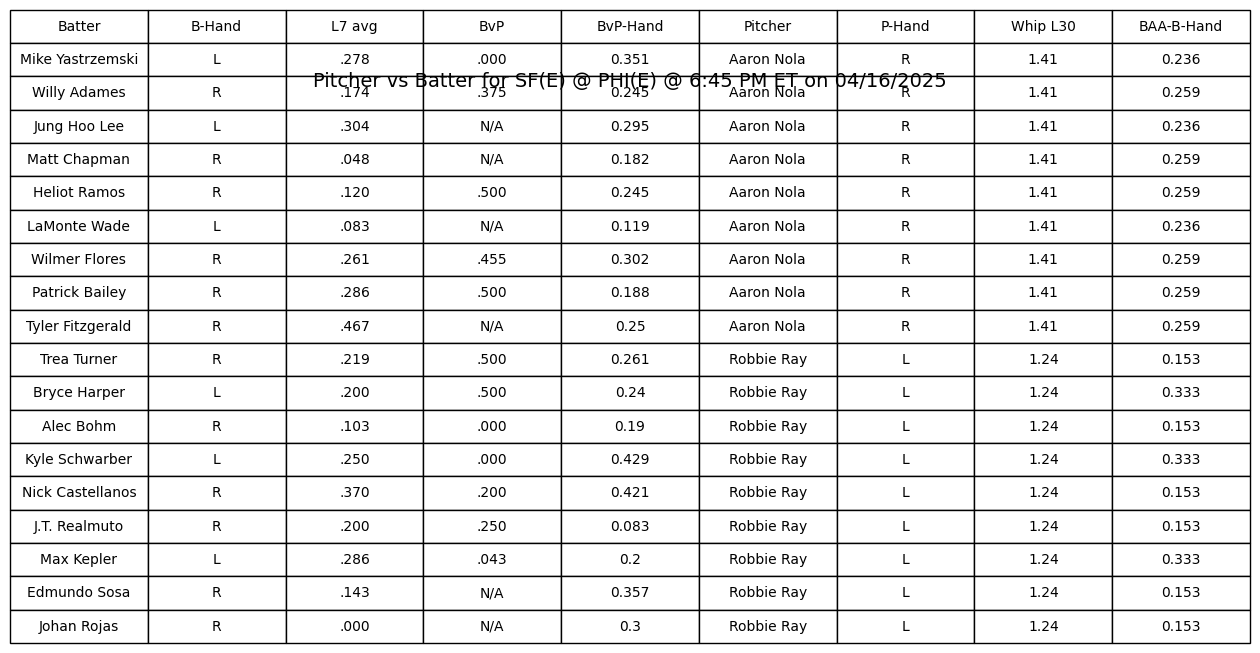 Batter B-Hand L7 avg BvP BvP-Hand Pitcher P-Hand Whip L30 BAA-B-Hand
Mike Yastrzemski L .278 .000 0.351 Aaron Nola R 1.41 0.236
Pitcher vs Batter for SF(E) @ PHI(E) @ 6:45 PM ET on 04/16/2025
Willy Adames R .174 .375 0.245 Aaron Nola R 1.41 0.259
Jung Hoo Lee L .304 N/A 0.295 Aaron Nola R 1.41 0.236
Matt Chapman R .048 N/A 0.182 Aaron Nola R 1.41 0.259
Heliot Ramos R .120 .500 0.245 Aaron Nola R 1.41 0.259
LaMonte Wade L .083 N/A 0.119 Aaron Nola R 1.41 0.236
Wilmer Flores R .261 .455 0.302 Aaron Nola R 1.41 0.259
Patrick Bailey R .286 .500 0.188 Aaron Nola R 1.41 0.259
Tyler Fitzgerald R .467 N/A 0.25 Aaron Nola R 1.41 0.259
Trea Turner R .219 .500 0.261 Robbie Ray L 1.24 0.153
Bryce Harper L .200 .500 0.24 Robbie Ray L 1.24 0.333
Alec Bohm R .103 .000 0.19 Robbie Ray L 1.24 0.153
Kyle Schwarber L .250 .000 0.429 Robbie Ray L 1.24 0.333
Nick Castellanos R .370 .200 0.421 Robbie Ray L 1.24 0.153
J.T. Realmuto R .200 .250 0.083 Robbie Ray L 1.24 0.153
Max Kepler L .286 .043 0.2 Robbie Ray L 1.24 0.333
Edmundo Sosa R .143 N/A 0.357 Robbie Ray L 1.24 0.153
Johan Rojas R .000 N/A 0.3 Robbie Ray L 1.24 0.153